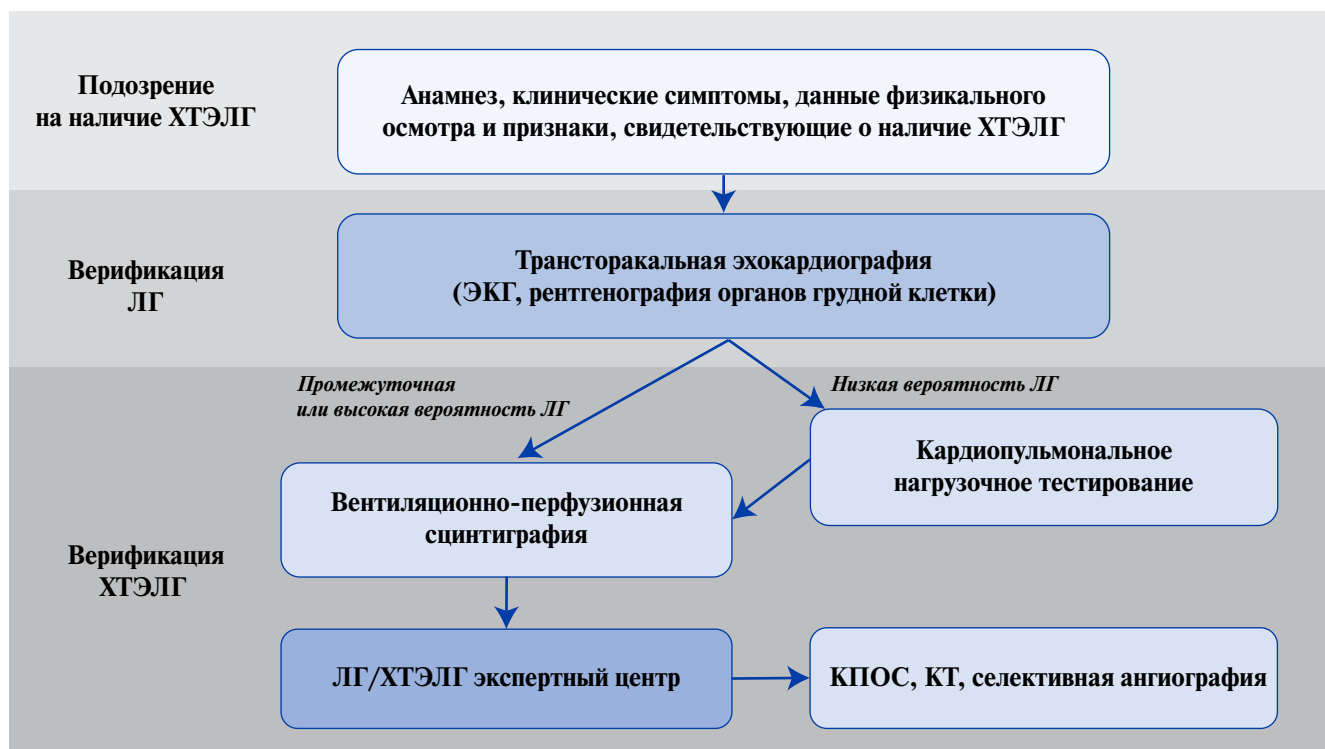 Подозрение
на наличие ХТЭЛГ
Анамнез, клинические симптомы, данные физикального
осмотра и признаки, свидетельствующие о наличие ХТЭЛГ
Верификация
ЛГ
Трансторакальная эхокардиография
(ЭКГ, рентгенография органов грудной клетки)
Промежуточная
или высокая вероятность ЛГ
Низкая вероятность ЛГ
Кардиопульмональное
нагрузочное тестирование
Вентиляционно-перфузионная
сцинтиграфия
Верификация
ХТЭЛГ
ЛГ/ХТЭЛГ экспертный центр
КПОС, КТ, селективная ангиография